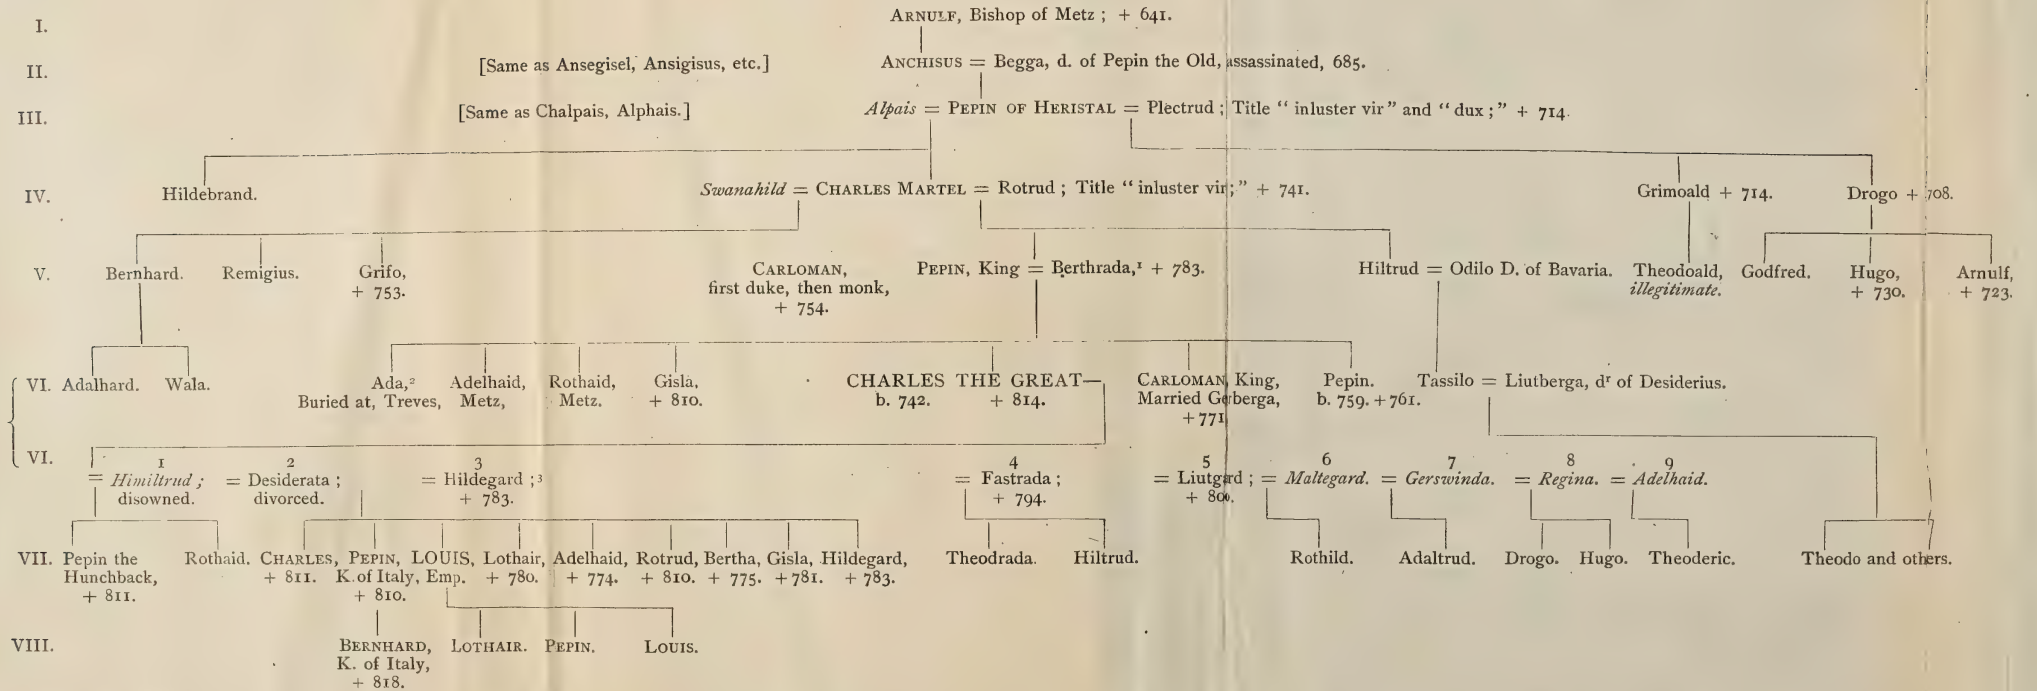 I. ARNULF, Bishop of Metz ; + 641.
II. [Same as Ansegisel, Ansigisus, etc.] ANCHISUS = Begga, d. of Pepin the Old, assassinated, 685.
III. [Same as Chalpais, Alphais.] Alpais = PEPIN OF HERISTAL = Plectrud ; Title “ inluster vir ” and “ dux ; ” + 714.
IV. Hildebrand. Swanahild = CHARLES MARTEL = Rotrud ; Title “ inluster vir ; ” + 741. Grimoald + 714. Drogo + 708.
V. Bernhard. Remigius. Grifo, CARLOMAN, PEPIN, King = Berthrada,¹ + 783. Hiltrud = Odilo D. of Bavaria. Theodoald, Godfred. Hugo, Arnulf,
+ 753. first duke, then monk, illegitimate. + 730. + 723.
+ 754.
VI. Adalhard. Wala. Ada,² Adelhaid, Rothaid, Gisla, CHARLES THE GREAT— CARLOMAN, King, Pepin. Tassilo = Liutberga, dʳ of Desiderius.
Buried at, Treves, Metz, Metz. + 810. b. 742. + 814. Married Gerberga, b. 759. + 761.
+ 771
VI. 1 2 3 4 5 6 7 8 9
= Himiltrud ; = Desiderata ; = Hildegard ;³ = Fastrada ; = Liutgard ; = Maltegard. = Gerswinda. = Regina. = Adelhaid.
disowned. divorced. + 783. + 794. + 800.
VII. Pepin the Rothaid. CHARLES, PEPIN, LOUIS, Lothair, Adelhaid, Rotrud, Bertha, Gisla, Hildegard, Theodrada. Hiltrud. Rothild. Adaltrud. Drogo. Hugo. Theoderic. Theodo and others.
Hunchback, + 811. K. of Italy, Emp. + 780. + 774. + 810. + 775. + 781. + 783.
+ 811. + 810.
VIII. BERNHARD, LOTHAIR. PEPIN. LOUIS.
K. of Italy,
+ 818.